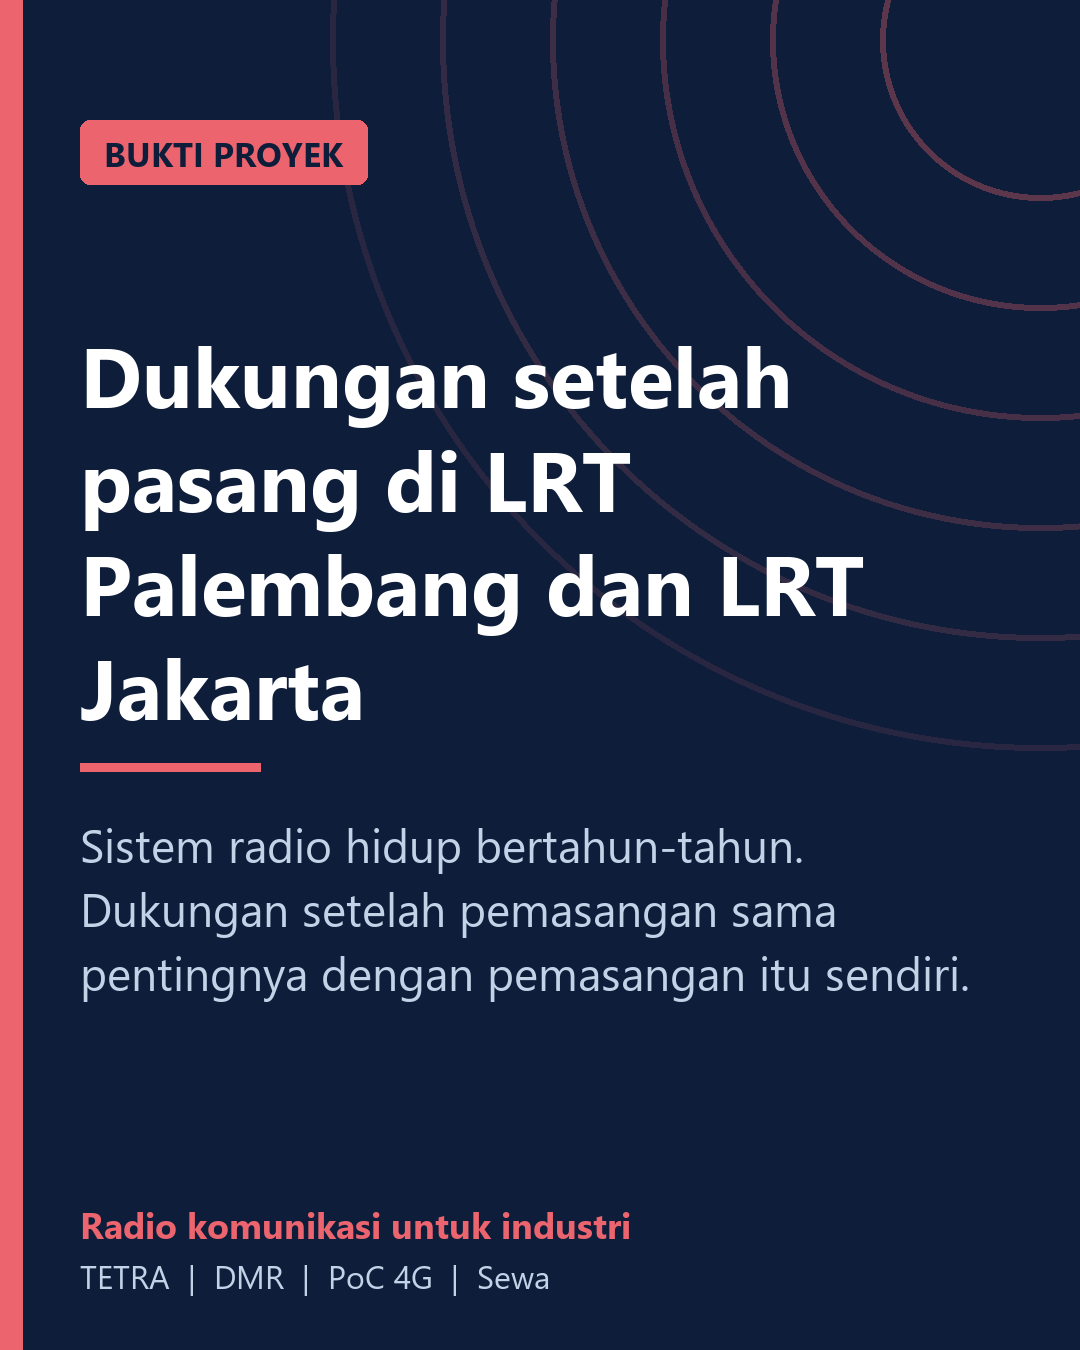 BUKTI PROYEK
Dukungan setelah
pasang di LRT
Palembang dan LRT
Jakarta
Sistem radio hidup bertahun-tahun.
Dukungan setelah pemasangan sama
pentingnya dengan pemasangan itu sendiri.
Radio komunikasi untuk industri
TETRA | DMR | PoC 4G | Sewa